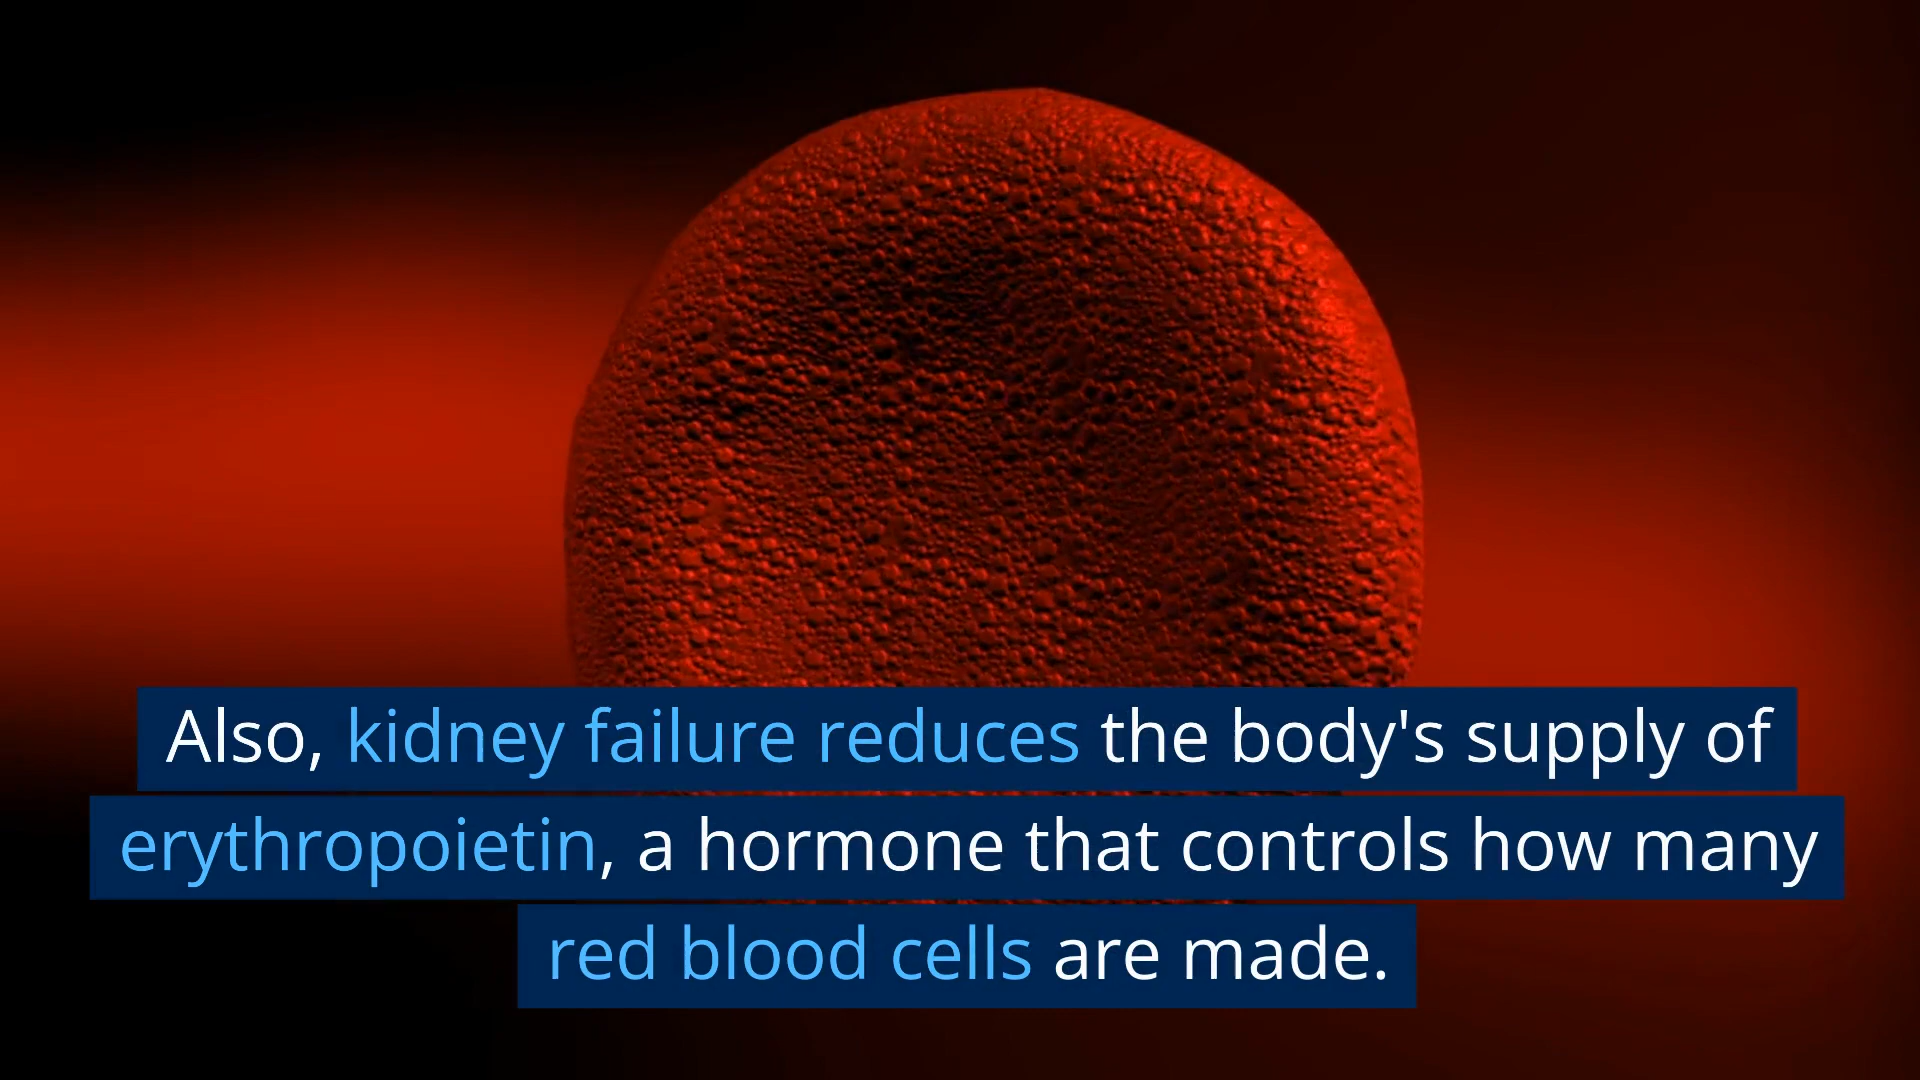 Also, kidney failure reduces the body's supply of
erythropoietin, a hormone that controls how many
red blood cells are made.